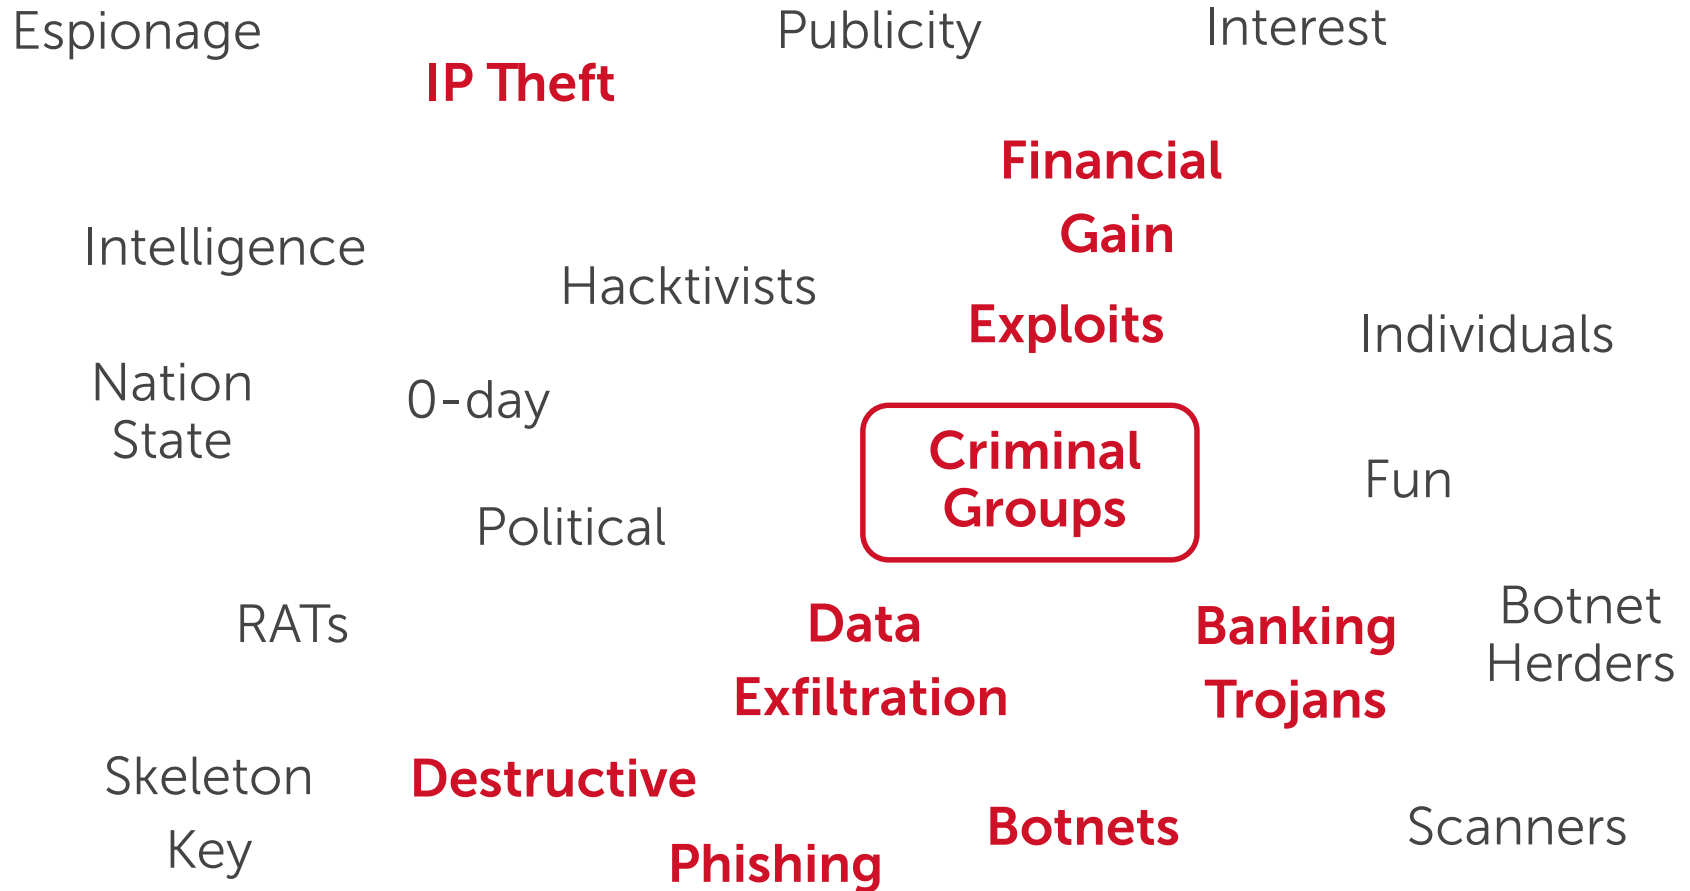 Espionage
Publicity
Interest
IP Theft
Financial
Gain
Intelligence
Hacktivists
Exploits
Individuals
Nation
State
0-day
Criminal
Groups
Fun
Political
RATs
Data
Exfiltration
Banking
Trojans
Botnet
Herders
Skeleton
Key
Destructive
Phishing
Botnets
Scanners